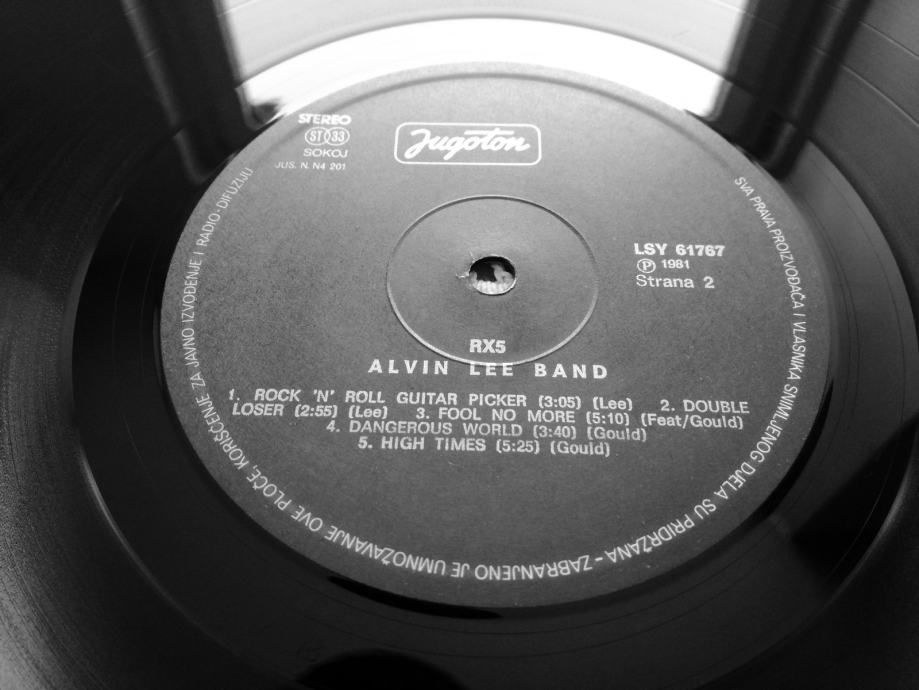 STEREO
ST 33
SOKOJ
JUS. N. N4 201
Jugoton
LSY 61767
Ⓟ 1981
Strana 2
RX5
ALVIN LEE BAND
1. ROCK 'N' ROLL GUITAR PICKER (3:05) (Lee) 2. DOUBLE
LOSER (2:55) (Lee) 3. FOOL NO MORE (5:10) (Feat/Gould)
4. DANGEROUS WORLD (3:40) (Gould)
5. HIGH TIMES (5:25) (Gould)
SVA PRAVA PROIZVOĐAČA I VLASNIKA SNIMLJENOG DJELA SU PRIDRŽANA - ZABRANJENO JE UMNOŽAVANJE OVE PLOČE, KORIŠĆENJE ZA JAVNO IZVOĐENJE I RADIO-DIFUZIJU